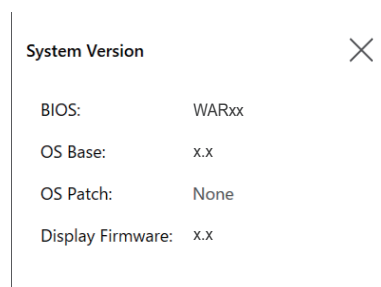 System Version
BIOS: WARxx
OS Base: x.x
OS Patch: None
Display Firmware: x.x